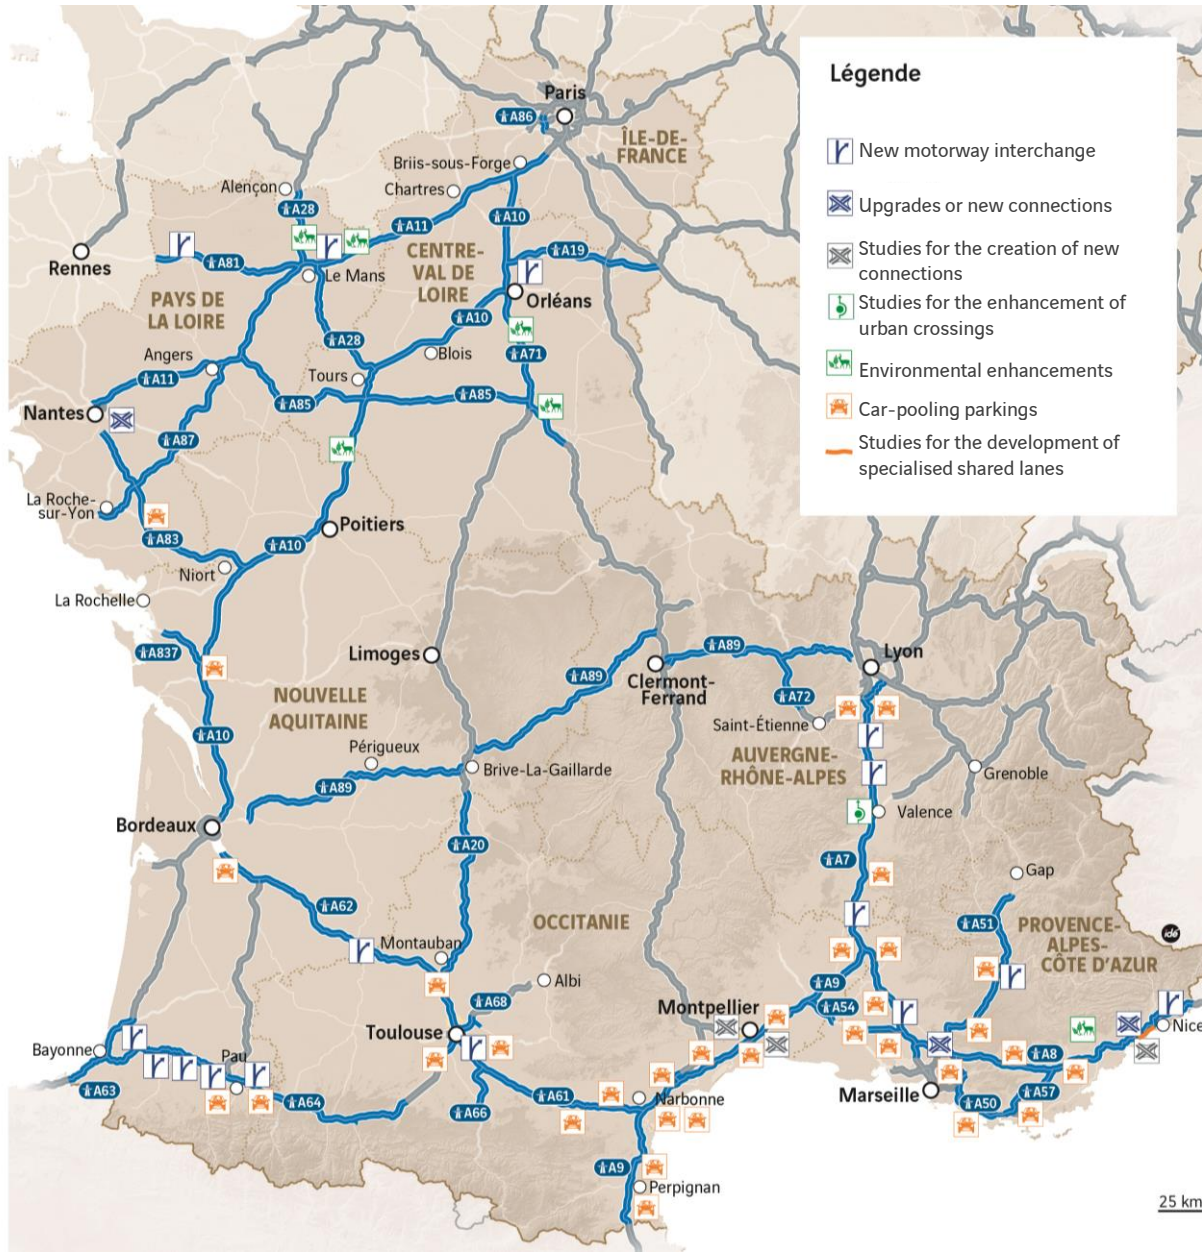 Légende
New motorway interchange
Upgrades or new connections
Studies for the creation of new
connections
Studies for the enhancement of
urban crossings
Environmental enhancements
Car-pooling parkings
Studies for the development of
specialised shared lanes
Paris
A86
ÎLE-DE-
FRANCE
Briis-sous-Forge
Chartres
Alençon
A28
A11
A10
Rennes
A81
Le Mans
CENTRE-
VAL DE
LOIRE
A19
Orléans
PAYS DE
LA LOIRE
A10
A28
Blois
A71
Angers
A11
Tours
A85
A85
Nantes
A87
La Roche-
sur-Yon
Poitiers
A83
A10
Niort
La Rochelle
A837
Limoges
A89
Lyon
Clermont-
Ferrand
A89
A72
NOUVELLE
AQUITAINE
Saint-Étienne
A10
Périgueux
AUVERGNE-
RHÔNE-ALPES
Brive-La-Gaillarde
Grenoble
A89
Valence
Bordeaux
A20
A7
Gap
A62
OCCITANIE
A51
PROVENCE-
ALPES-
CÔTE D'AZUR
idé
Montauban
Albi
A9
A68
Montpellier
A54
Toulouse
Nice
Bayonne
Pau
A8
A63
A64
A61
Narbonne
Marseille
A57
A50
A66
A9
Perpignan
25 km